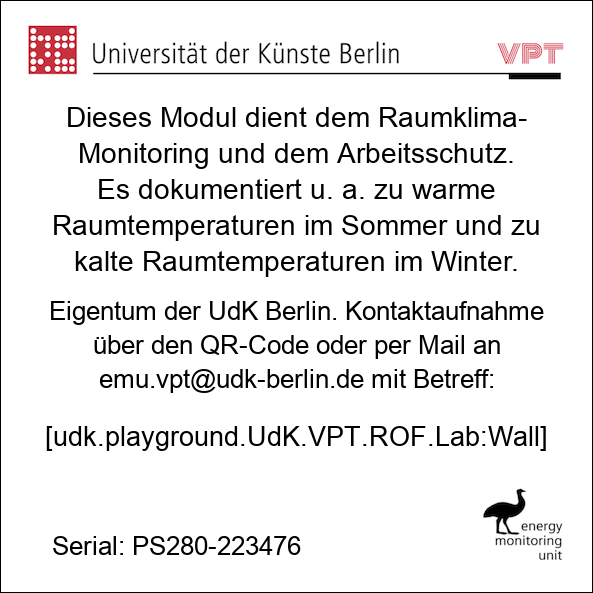 Universität der Künste Berlin
VPT
Dieses Modul dient dem Raumklima-
Monitoring und dem Arbeitsschutz.
Es dokumentiert u. a. zu warme
Raumtemperaturen im Sommer und zu
kalte Raumtemperaturen im Winter.
Eigentum der UdK Berlin. Kontaktaufnahme
über den QR-Code oder per Mail an
emu.vpt@udk-berlin.de mit Betreff:
[udk.playground.UdK.VPT.ROF.Lab:Wall]
energy
monitoring
unit
Serial: PS280-223476